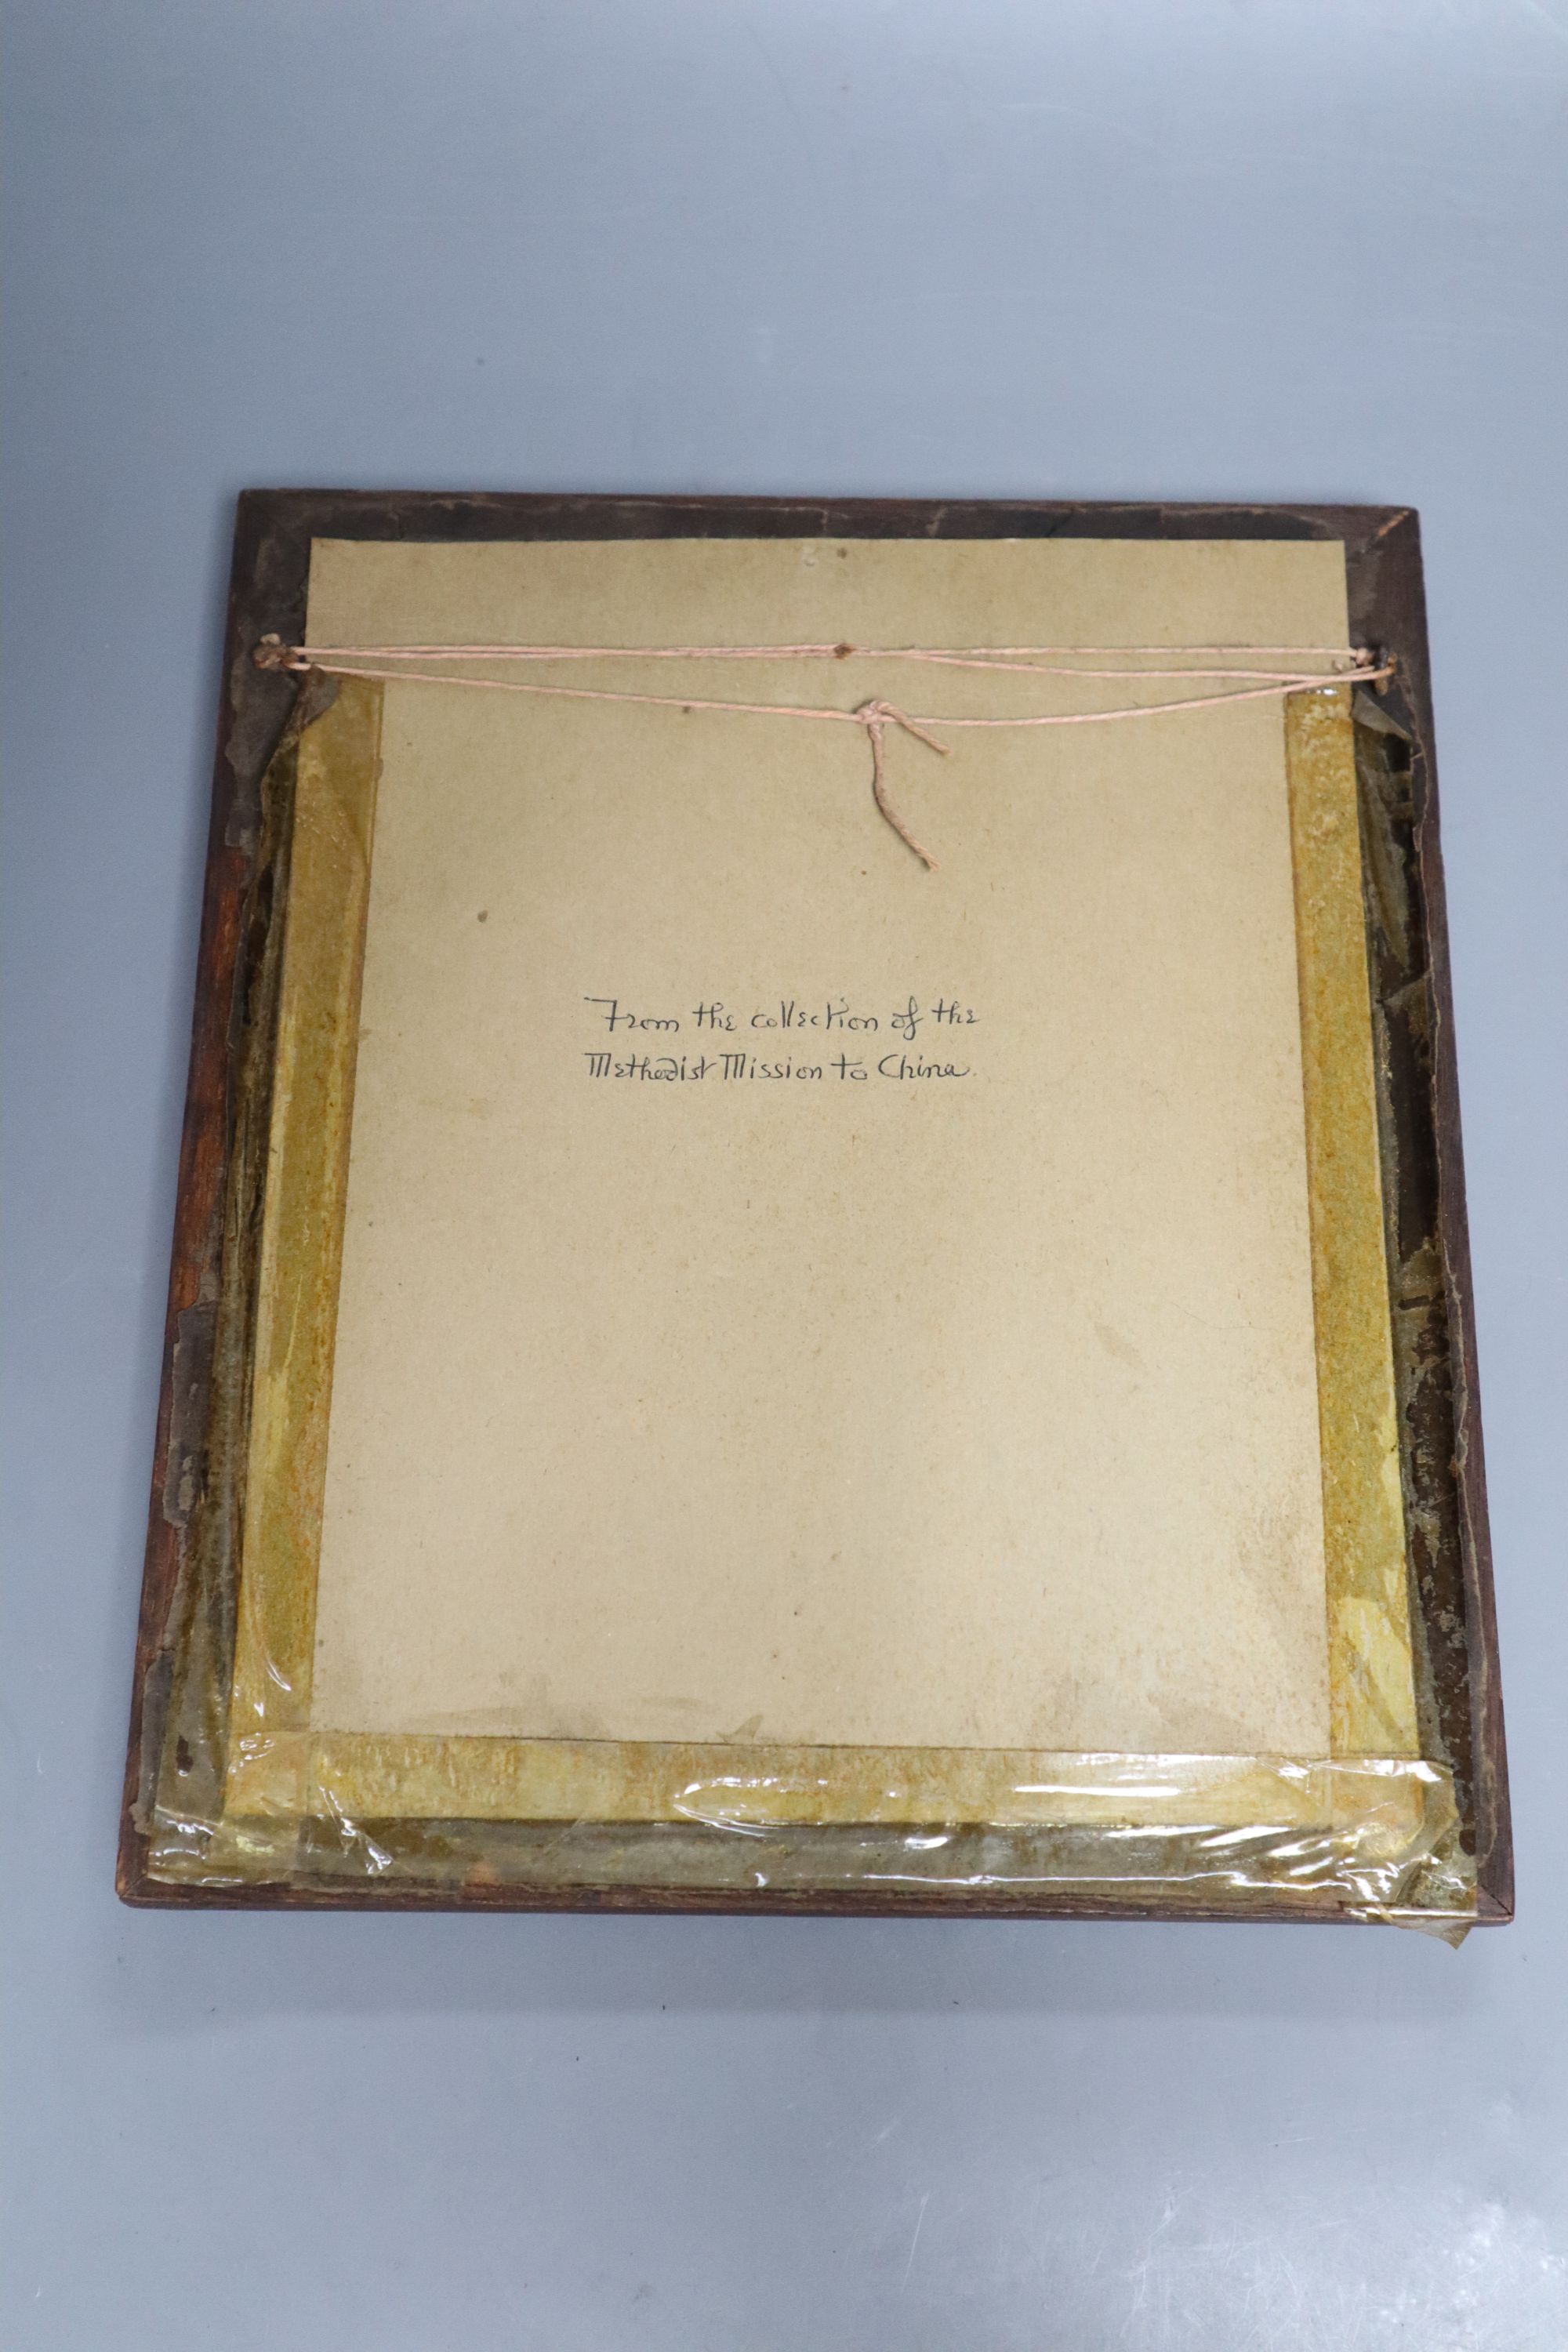 From the collection of the
Methodist Mission to China.